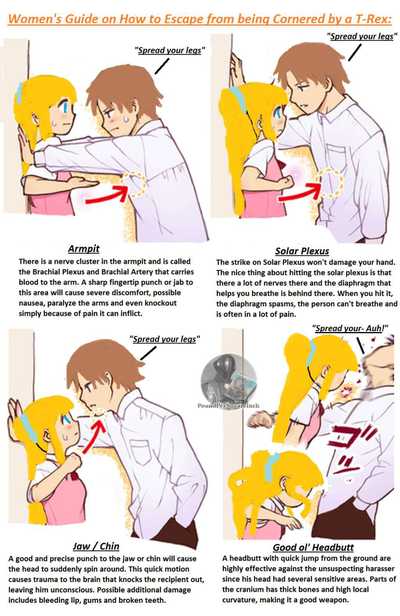 Women's Guide on How to Escape from being Cornered by a T-Rex:
"Spread your legs"
"Spread your legs"
Armpit
There is a nerve cluster in the armpit and is called
the Brachial Plexus and Brachial Artery that carries
blood to the arm. A sharp fingertip punch or jab to
this area will cause severe discomfort, possible
nausea, paralyze the arms and even knockout
simply because of pain it can inflict.
Solar Plexus
The strike on Solar Plexus won't damage your hand.
The nice thing about hitting the solar plexus is that
there a lot of nerves there and the diaphragm that
helps you breathe is behind there. When you hit it,
the diaphragm spasms, the person can't breathe and
is often in a lot of pain.
"Spread your legs"
"Spread your- Auh!"
Jaw / Chin
A good and precise punch to the jaw or chin will cause
the head to suddenly spin around. This quick motion
causes trauma to the brain that knocks the recipient out,
leaving him unconscious. Possible additional damage
includes bleeding lip, gums and broken teeth.
Good ol' Headbutt
A headbutt with quick jump from the ground are
highly effective against the unsuspecting harasser
since his head had several sensitive areas. Parts of
the cranium has thick bones and high local
curvature, making it a good weapon.